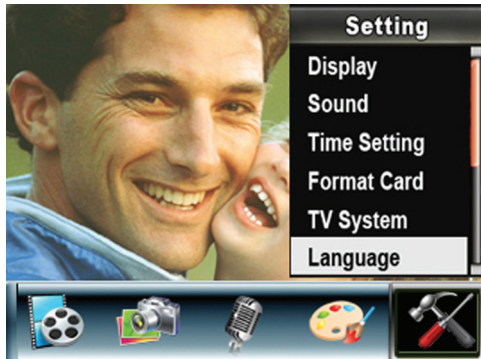 Setting
Display
Sound
Time Setting
Format Card
TV System
Language